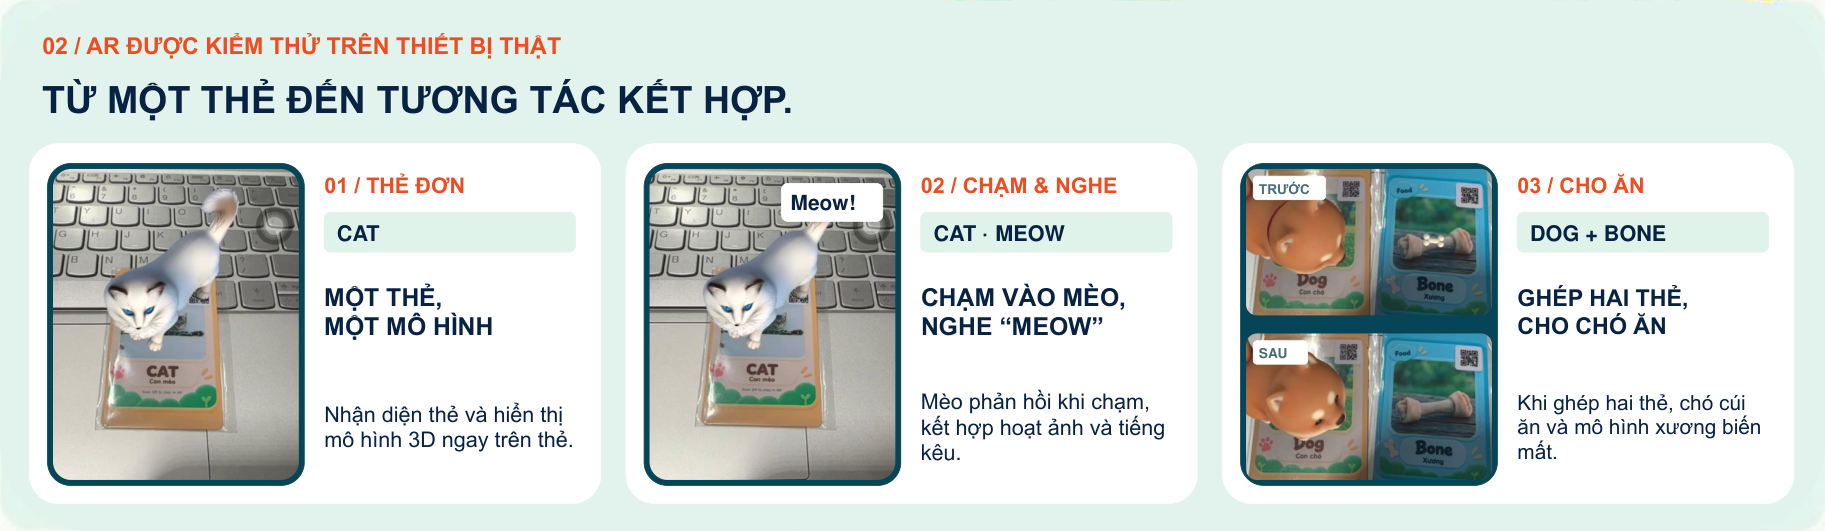 02 / AR ĐƯỢC KIỂM THỬ TRÊN THIẾT BỊ THẬT
TỪ MỘT THẺ ĐẾN TƯƠNG TÁC KẾT HỢP.
CAT
Con mèo
01 / THẺ ĐƠN
CAT
MỘT THẺ,
MỘT MÔ HÌNH
Nhận diện thẻ và hiển thị
mô hình 3D ngay trên thẻ.
Meow!
CAT
Con mèo
02 / CHẠM & NGHE
CAT · MEOW
CHẠM VÀO MÈO,
NGHE “MEOW”
Mèo phản hồi khi chạm,
kết hợp hoạt ảnh và tiếng
kêu.
TRƯỚC
Food
Dog
Con chó
Bone
Xương
SAU
Food
Dog
Con chó
Bone
Xương
03 / CHO ĂN
DOG + BONE
GHÉP HAI THẺ,
CHO CHÓ ĂN
Khi ghép hai thẻ, chó cúi
ăn và mô hình xương biến
mất.